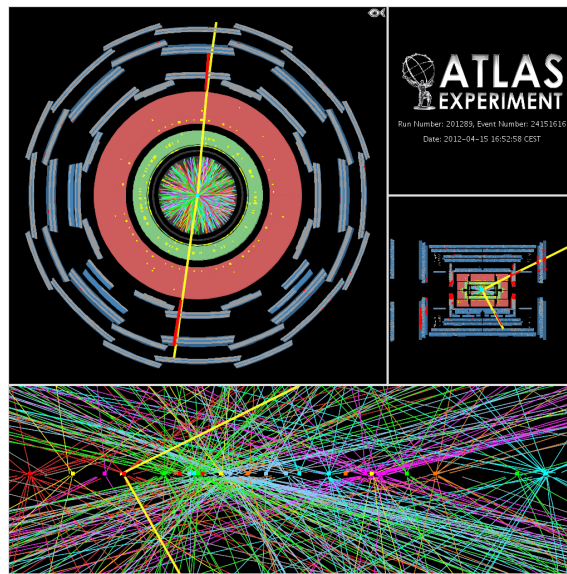 ATLAS
EXPERIMENT
Run Number: 201289, Event Number: 24151616
Date: 2012-04-15 16:52:58 CEST